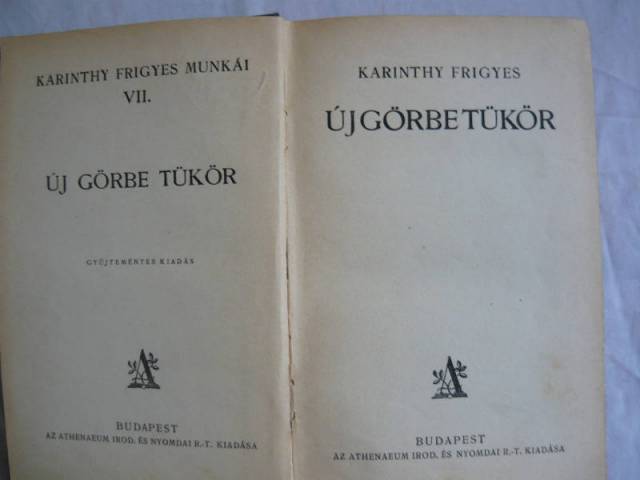 KARINTHY FRIGYES MUNKÁI
VII.
ÚJ GÖRBE TÜKÖR
GYŰJTEMÉNYES KIADÁS
A
BUDAPEST
AZ ATHENAEUM IROD. ÉS NYOMDAI R.-T. KIADÁSA
KARINTHY FRIGYES
ÚJ GÖRBE TÜKÖR
A
BUDAPEST
AZ ATHENAEUM IROD. ÉS NYOMDAI R.-T. KIADÁSA